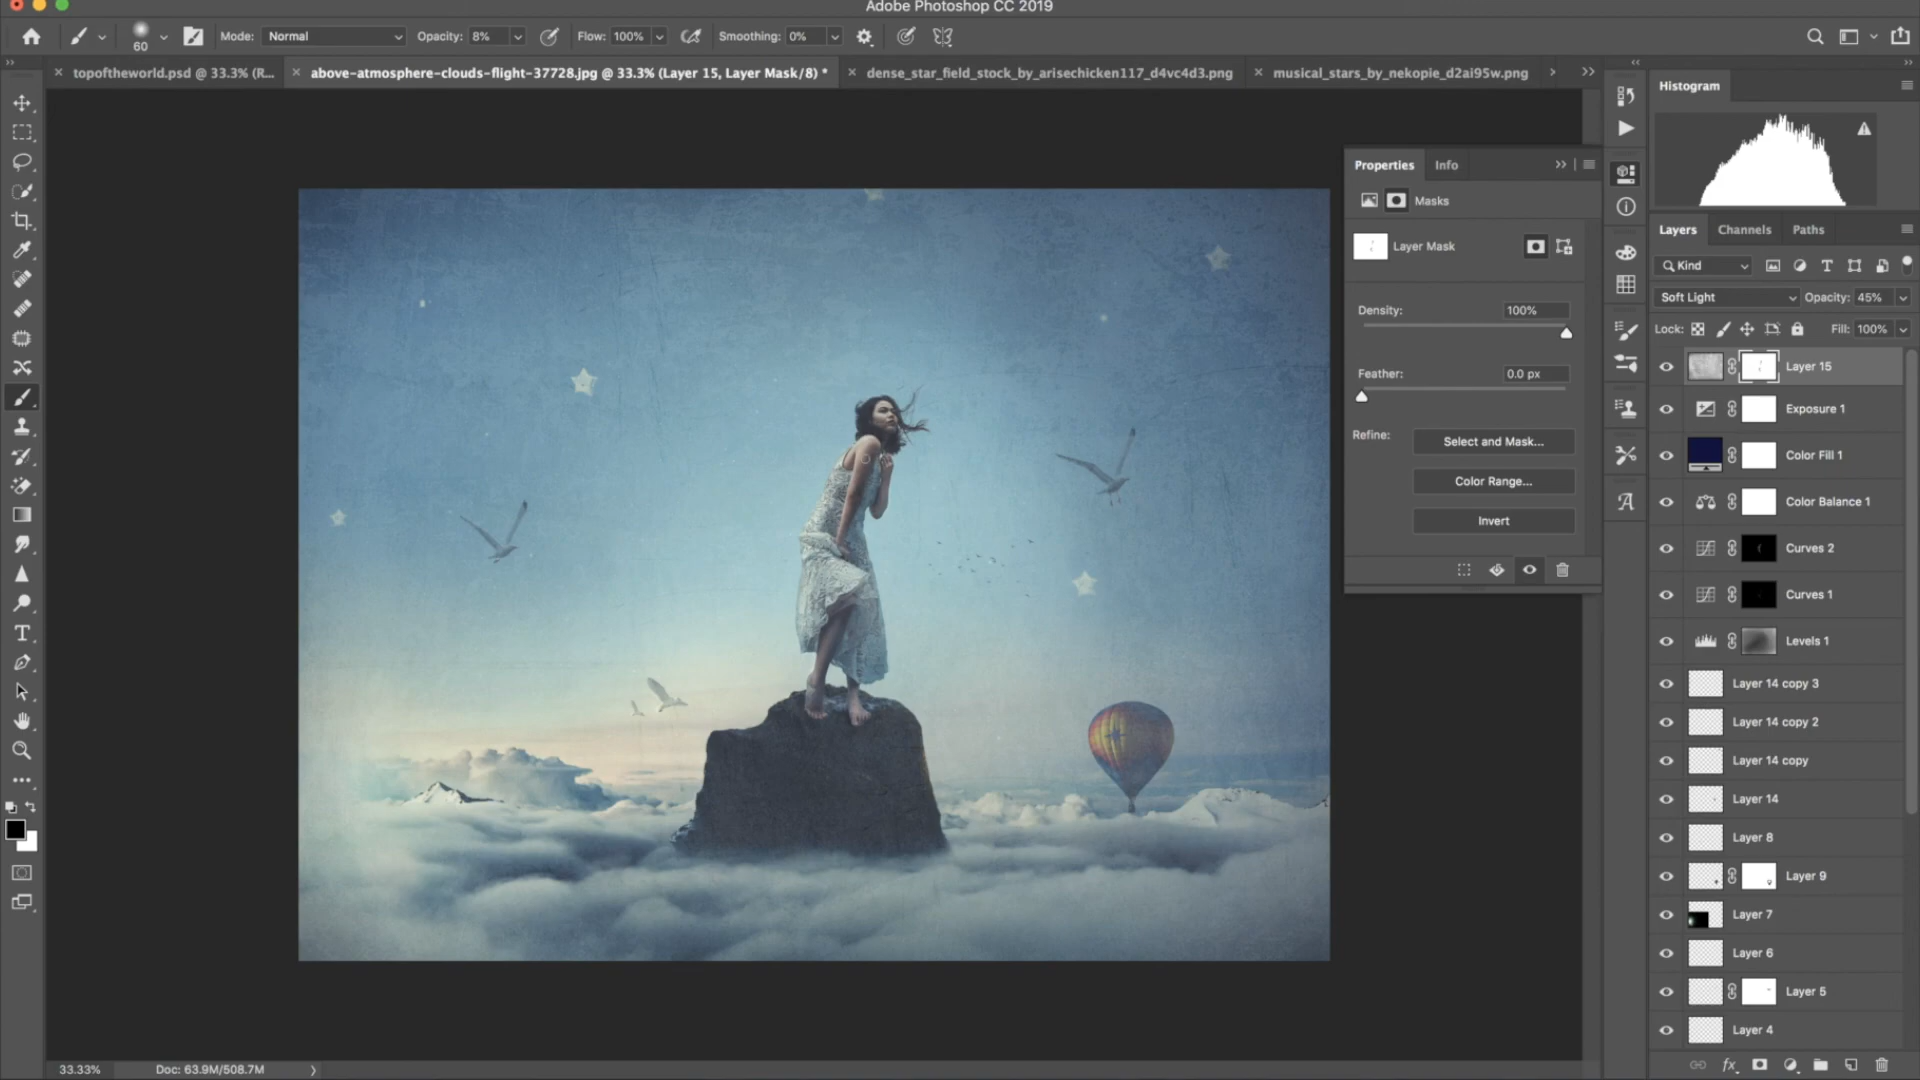 Adobe Photoshop CC 2019
60
Mode: Normal
Opacity: 8%
Flow: 100%
Smoothing: 0%
topoftheworld.psd @ 33.3% (R...
above-atmosphere-clouds-flight-37728.jpg @ 33.3% (Layer 15, Layer Mask/8) *
dense_star_field_stock_by_arisechicken117_d4vc4d3.png
musical_stars_by_nekopie_d2ai95w.png
Histogram
Properties
Info
Masks
Layer Mask
Density:
100%
Feather:
0.0 px
Refine:
Select and Mask...
Color Range...
Invert
Layers
Channels
Paths
Kind
Soft Light
Opacity: 45%
Lock:
Fill: 100%
Layer 15
Exposure 1
Color Fill 1
Color Balance 1
Curves 2
Curves 1
Levels 1
Layer 14 copy 3
Layer 14 copy 2
Layer 14 copy
Layer 14
Layer 8
Layer 9
Layer 7
Layer 6
Layer 5
Layer 4
fx
33.33%
Doc: 63.9M/508.7M